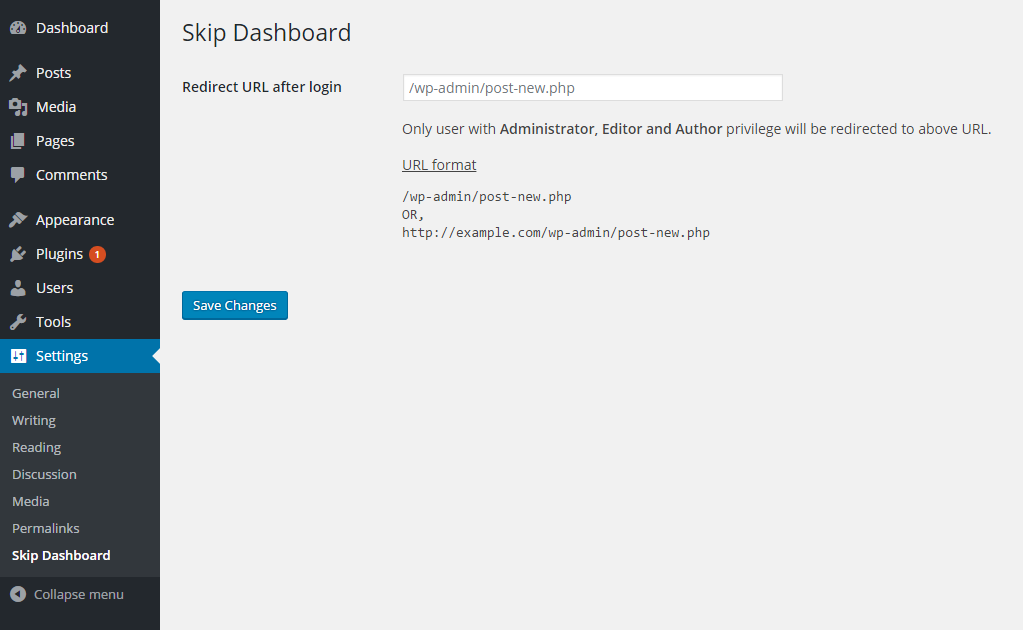 Dashboard
Posts
Media
Pages
Comments
Appearance
Plugins 1
Users
Tools
Settings
General
Writing
Reading
Discussion
Media
Permalinks
Skip Dashboard
Collapse menu
Skip Dashboard
Redirect URL after login
/wp-admin/post-new.php
Only user with Administrator, Editor and Author privilege will be redirected to above URL.
URL format
/wp-admin/post-new.php
OR,
http://example.com/wp-admin/post-new.php
Save Changes